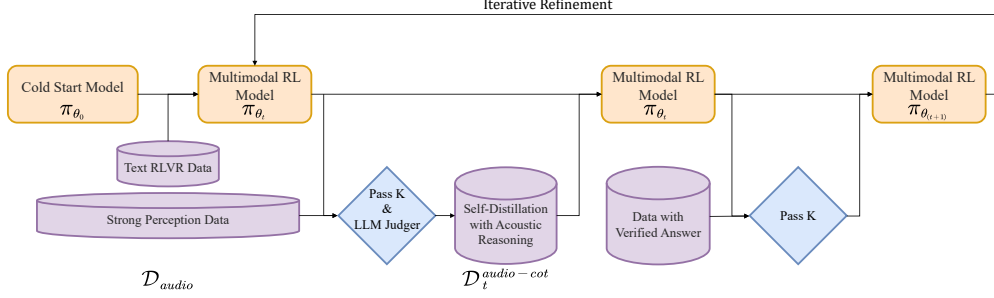 Iterative Refinement
Cold Start Model
π_θ₀
Multimodal RL
Model
π_θₜ
Multimodal RL
Model
π_θₜ
Multimodal RL
Model
π_θ₍ₜ₊₁₎
Text RLVR Data
Strong Perception Data
Pass K
&
LLM Judger
Self-Distillation
with Acoustic
Reasoning
Data with
Verified Answer
Pass K
𝒟_audio
𝒟_t^audio-cot